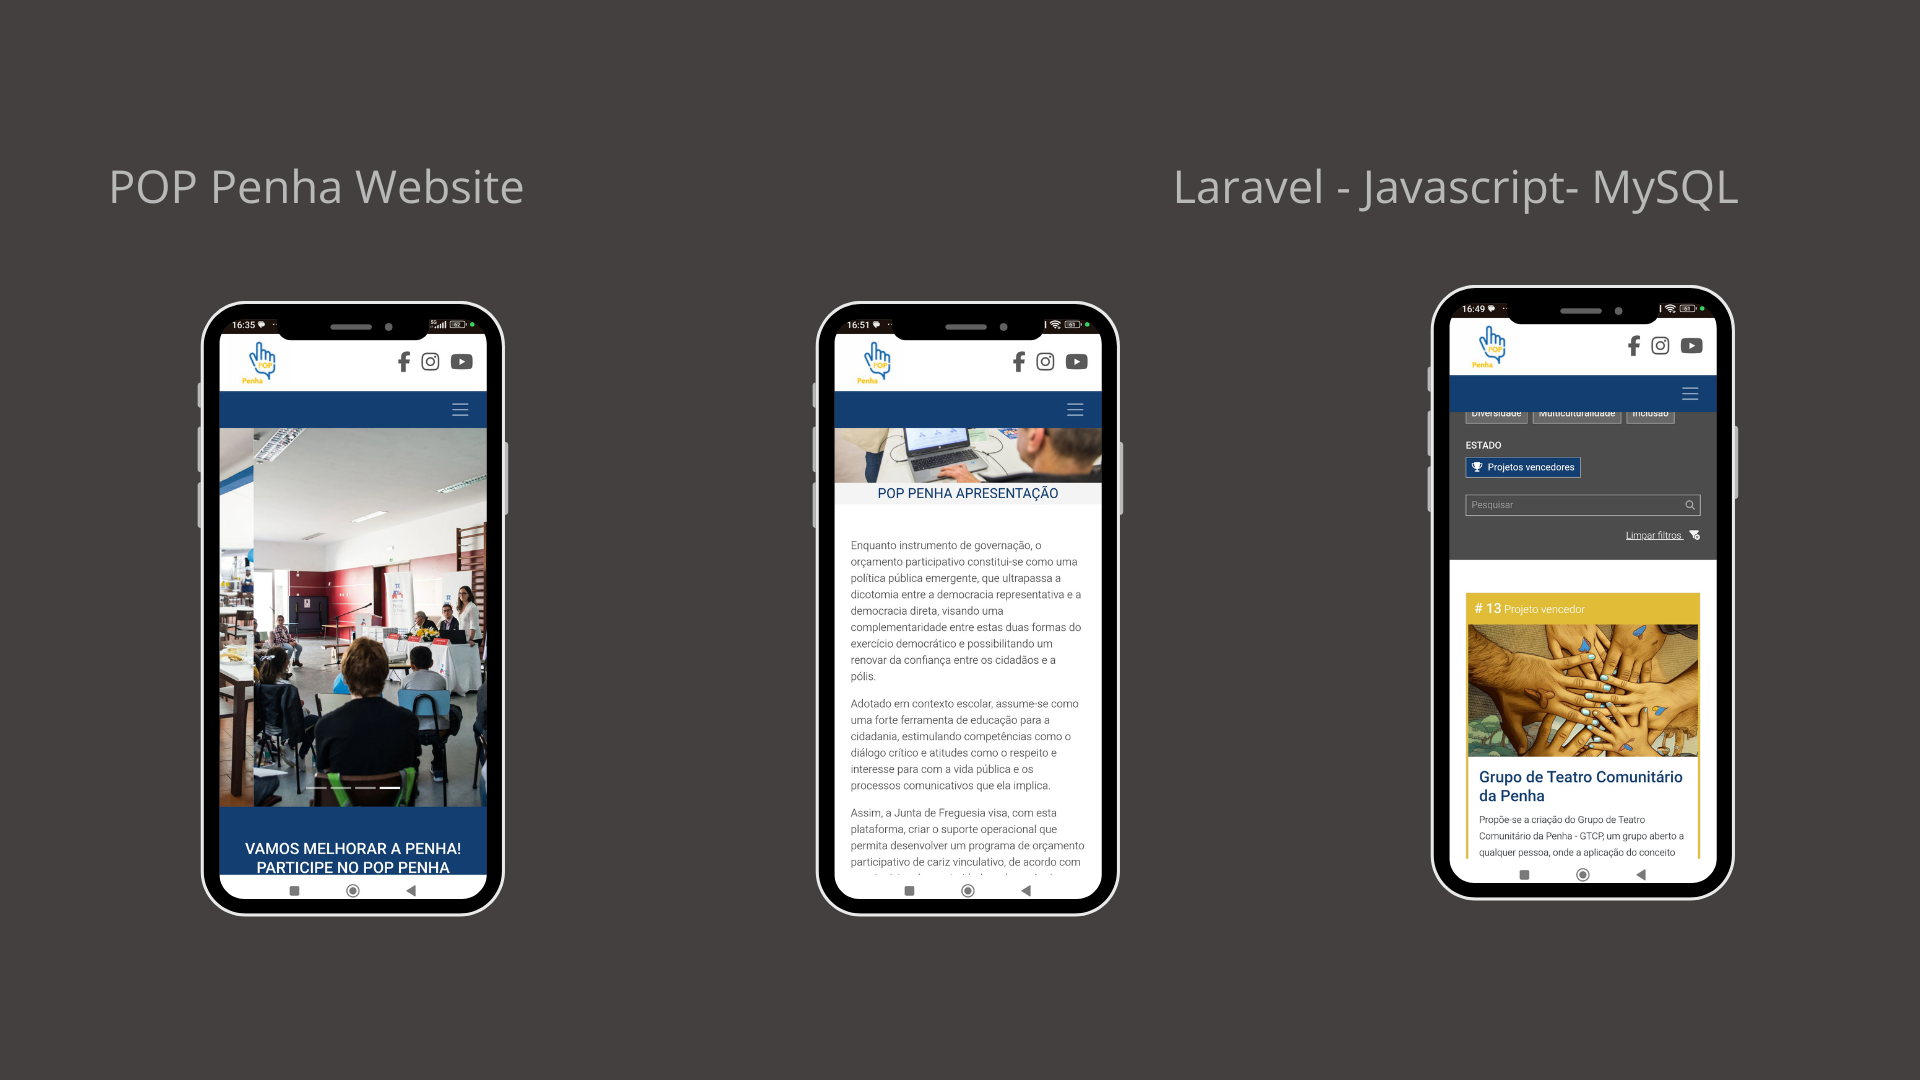 POP Penha Website
Laravel - Javascript- MySQL
16:35
POP
Penha
VAMOS MELHORAR A PENHA!
PARTICIPE NO POP PENHA
16:51
POP
Penha
POP PENHA APRESENTAÇÃO
Enquanto instrumento de governação, o
orçamento participativo constitui-se como uma
política pública emergente, que ultrapassa a
dicotomia entre a democracia representativa e a
democracia direta, visando uma
complementaridade entre estas duas formas do
exercício democrático e possibilitando um
renovar da confiança entre os cidadãos e a
pólis.
Adotado em contexto escolar, assume-se como
uma forte ferramenta de educação para a
cidadania, estimulando competências como o
diálogo crítico e atitudes como o respeito e
interesse para com a vida pública e os
processos comunicativos que ela implica.
Assim, a Junta de Freguesia visa, com esta
plataforma, criar o suporte operacional que
permita desenvolver um programa de orçamento
participativo de cariz vinculativo, de acordo com
16:49
POP
Penha
Diversidade Multiculturalidade Inclusão
ESTADO
Projetos vencedores
Pesquisar
Limpar filtros
# 13 Projeto vencedor
Grupo de Teatro Comunitário
da Penha
Propõe-se a criação do Grupo de Teatro
Comunitário da Penha - GTCP, um grupo aberto a
qualquer pessoa, onde a aplicação do conceito